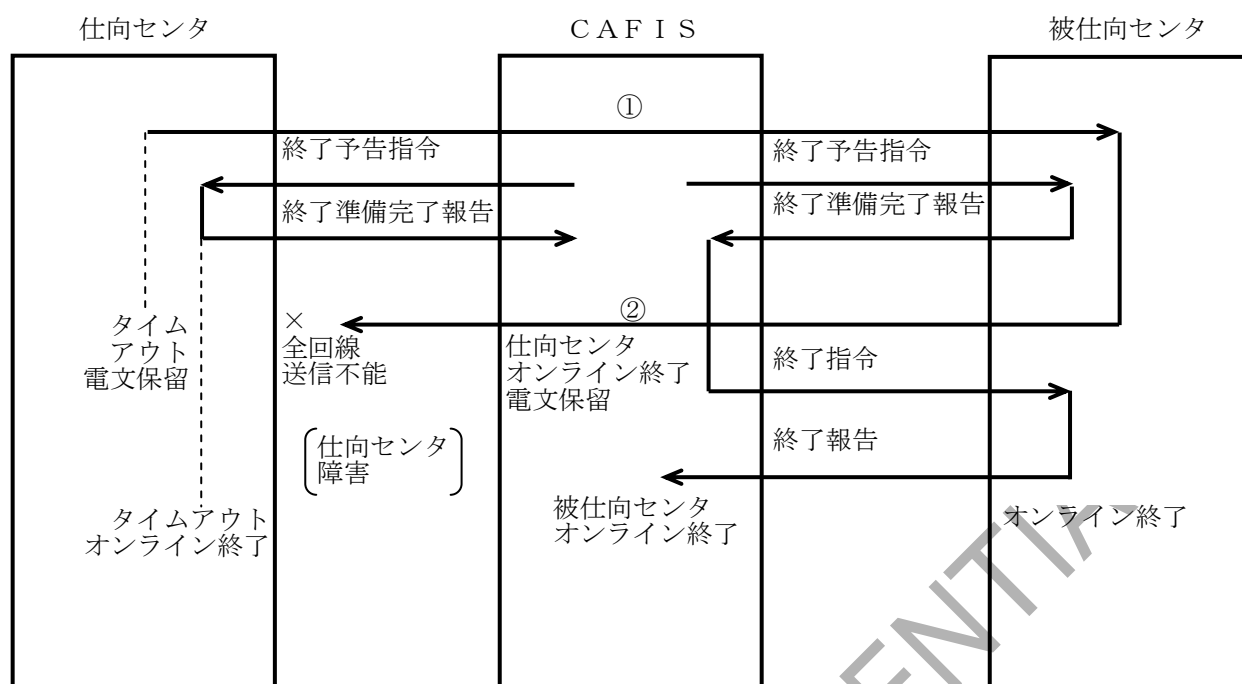 仕向センタ
ＣＡＦＩＳ
被仕向センタ
①
終了予告指令
終了予告指令
終了準備完了報告
終了準備完了報告
②
タイム
アウト
電文保留
×
全回線
送信不能
仕向センタ
オンライン終了
電文保留
終了指令
仕向センタ
障害
終了報告
タイムアウト
オンライン終了
被仕向センタ
オンライン終了
オンライン終了